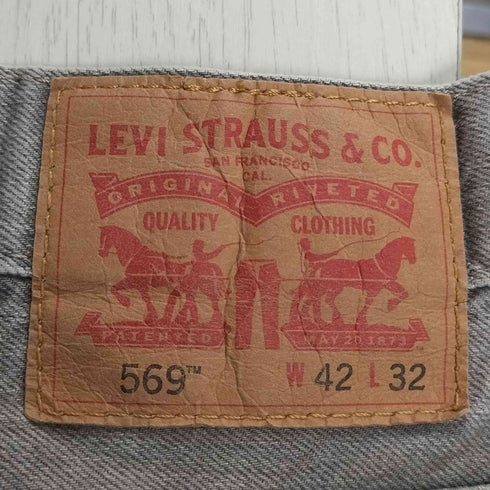 LEVI STRAUSS & CO.
SAN FRANCISCO
CAL.
ORIGINAL RIVETED
QUALITY CLOTHING
PATENTED MAY 20 1873
569™ W 42 L 32